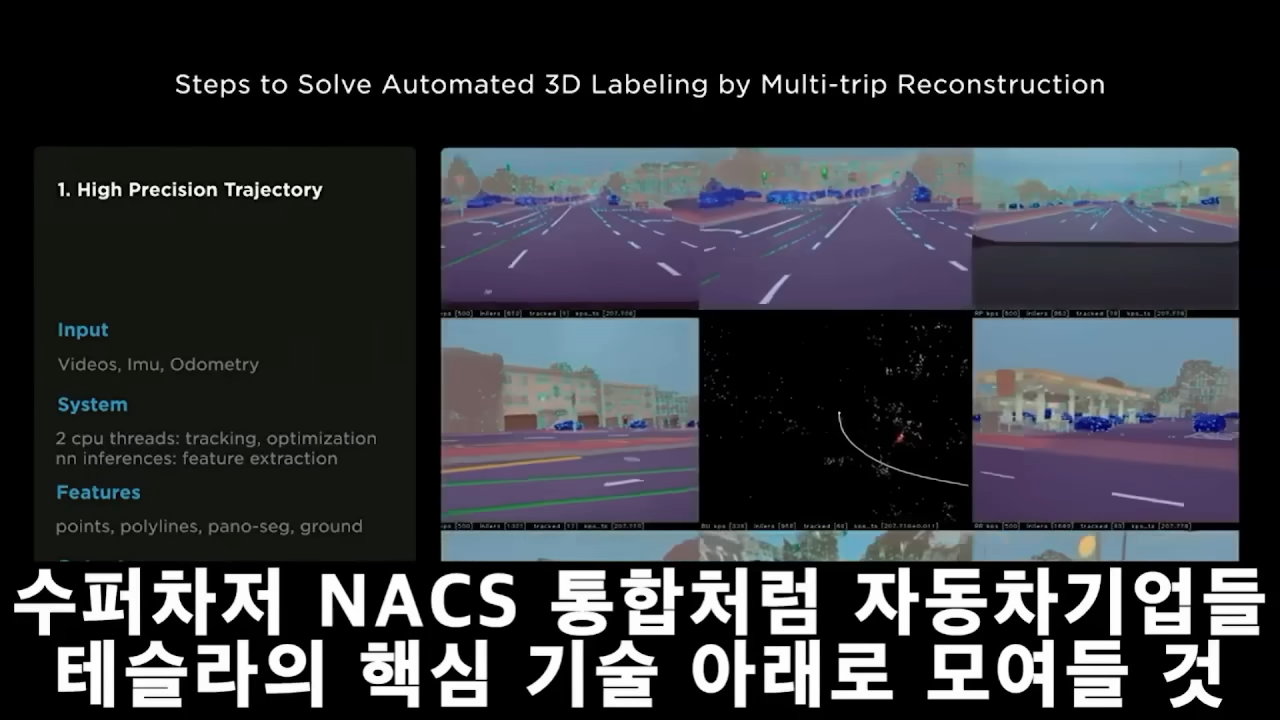 Steps to Solve Automated 3D Labeling by Multi-trip Reconstruction
1. High Precision Trajectory
Input
Videos, Imu, Odometry
System
2 cpu threads: tracking, optimization
nn inferences: feature extraction
Features
points, polylines, pano-seg, ground
수퍼차저 NACS 통합처럼 자동차기업들
테슬라의 핵심 기술 아래로 모여들 것